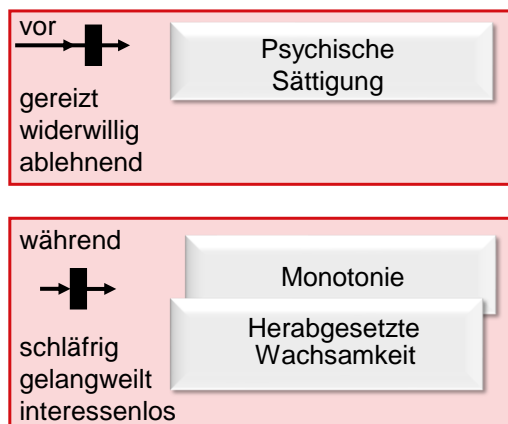 vor
Psychische
Sättigung
gereizt
widerwillig
ablehnend
während
Monotonie
Herabgesetzte
Wachsamkeit
schläfrig
gelangweilt
interessenlos